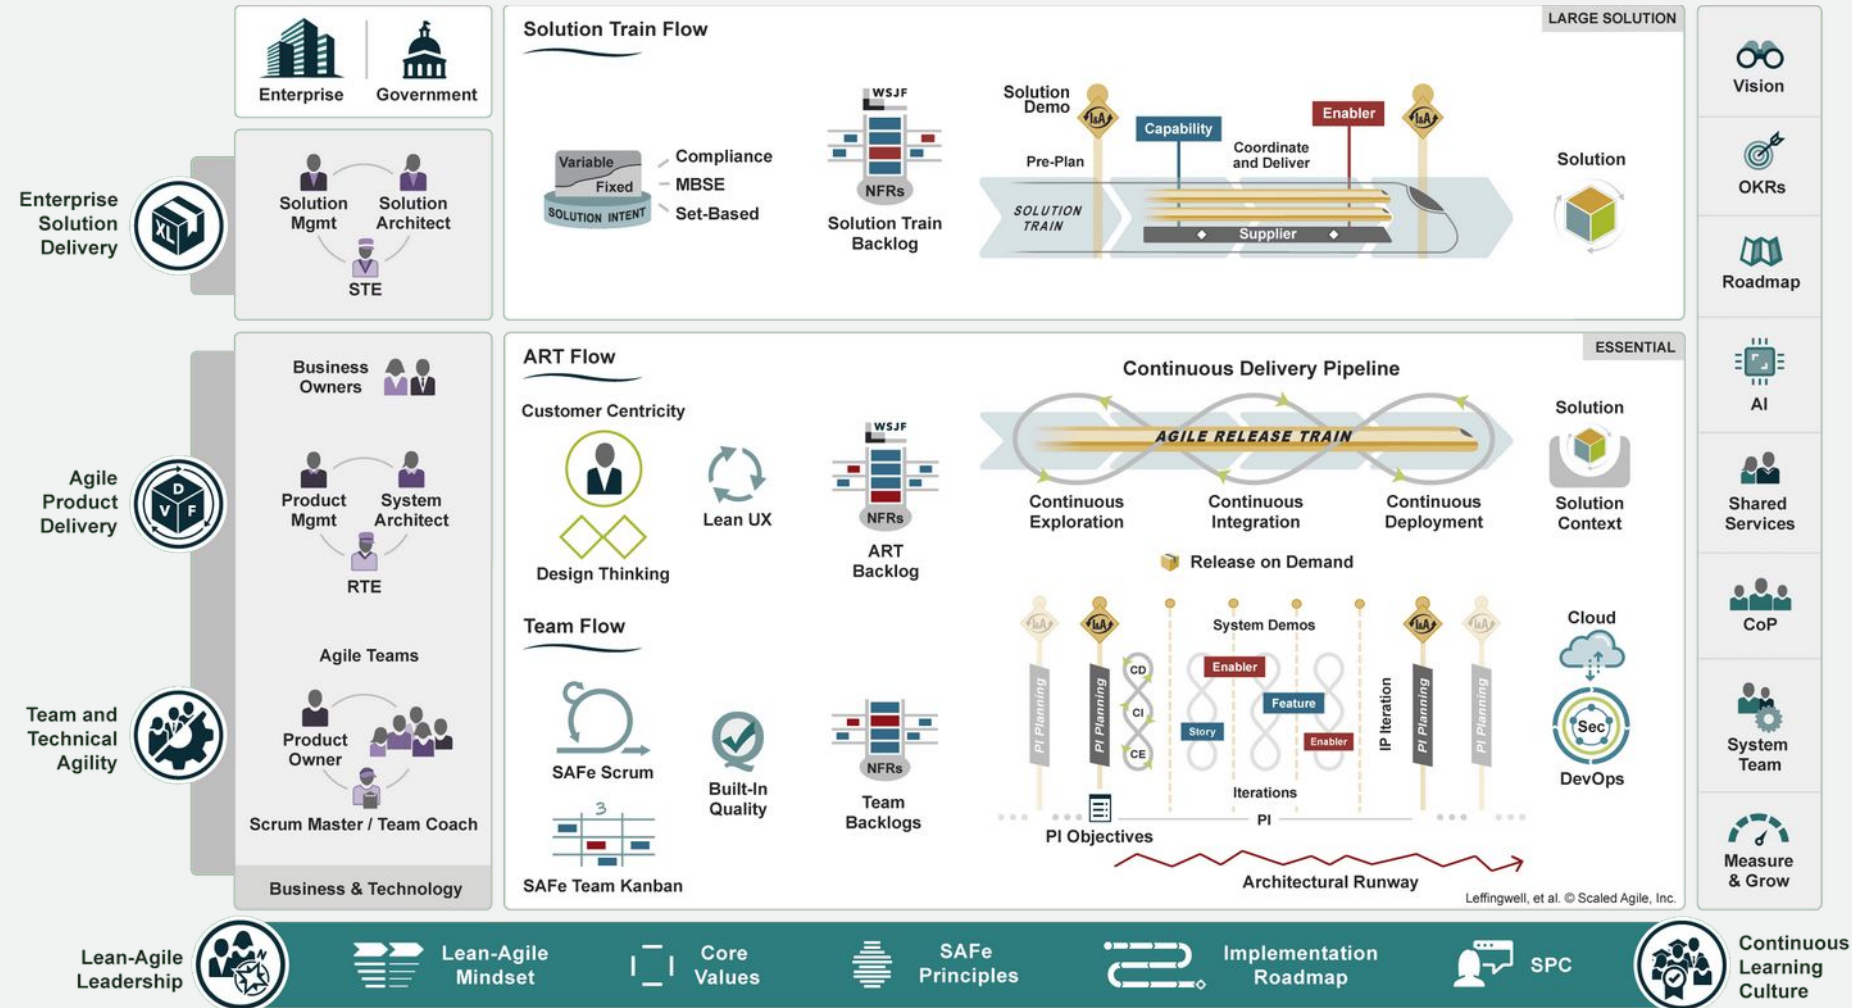 Enterprise
Government
Solution Train Flow
LARGE SOLUTION
Enterprise
Solution
Delivery
XL
Solution
Mgmt
Solution
Architect
STE
Variable
Fixed
SOLUTION INTENT
Compliance
MBSE
Set-Based
WSJF
NFRs
Solution Train
Backlog
Solution
Demo
I&A
Capability
Enabler
I&A
Pre-Plan
Coordinate
and Deliver
SOLUTION
TRAIN
Supplier
Solution
Agile
Product
Delivery
D
V F
Team and
Technical
Agility
Business
Owners
Product
Mgmt
System
Architect
RTE
Agile Teams
Product
Owner
Scrum Master / Team Coach
Business & Technology
ART Flow
ESSENTIAL
Customer Centricity
Design Thinking
Lean UX
WSJF
NFRs
ART
Backlog
Continuous Delivery Pipeline
AGILE RELEASE TRAIN
Continuous
Exploration
Continuous
Integration
Continuous
Deployment
Release on Demand
Solution
Solution
Context
Team Flow
SAFe Scrum
3
SAFe Team Kanban
Built-In
Quality
NFRs
Team
Backlogs
I&A
I&A
System Demos
I&A
I&A
PI Planning
PI Planning
CD
CI
CE
Enabler
Feature
Story
Enabler
IP Iteration
PI Planning
PI Planning
Iterations
PI
PI Objectives
Architectural Runway
Cloud
Sec
DevOps
Leffingwell, et al. © Scaled Agile, Inc.
Vision
OKRs
Roadmap
AI
Shared
Services
CoP
System
Team
Measure
& Grow
Lean-Agile
Leadership
N
Lean-Agile
Mindset
Core
Values
SAFe
Principles
Implementation
Roadmap
SPC
Continuous
Learning
Culture